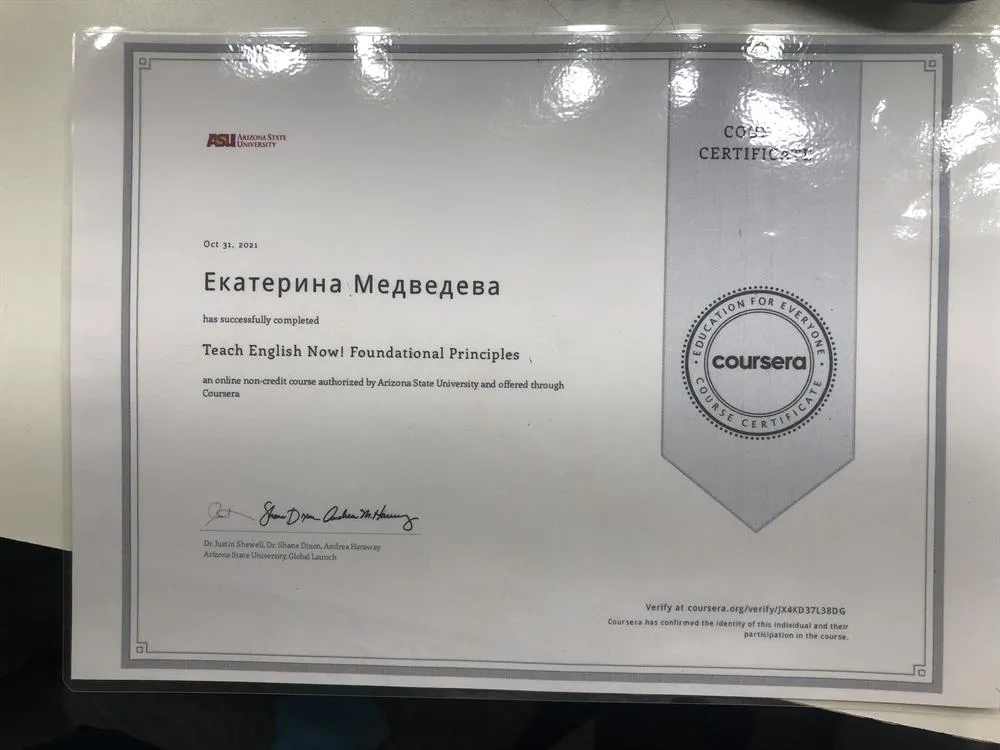 ASU ARIZONA STATE
UNIVERSITY
CERTIFICATE
Oct 31, 2021
Екатерина Медведева
has successfully completed
Teach English Now! Foundational Principles
an online non-credit course authorized by Arizona State University and offered through
Coursera
EDUCATION FOR EVERYONE
coursera
COURSE CERTIFICATE
Dr. Justin Shewell, Dr. Shane Dixon, Andrea Haraway
Arizona State University, Global Launch
Verify at coursera.org/verify/JX4KD37L38DG
Coursera has confirmed the identity of this individual and their
participation in the course.